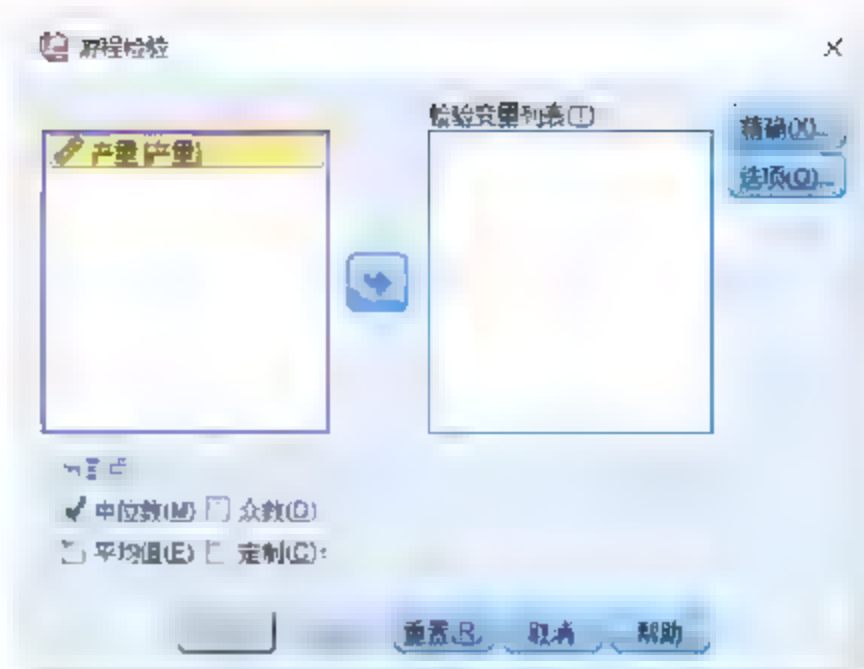 游程检验
检验变量列表(T)
产量 [产量]
精确(X)...
选项(O)...
中位数(M) 众数(D)
平均值(E) 定制(C):
重置(R) 取消 帮助